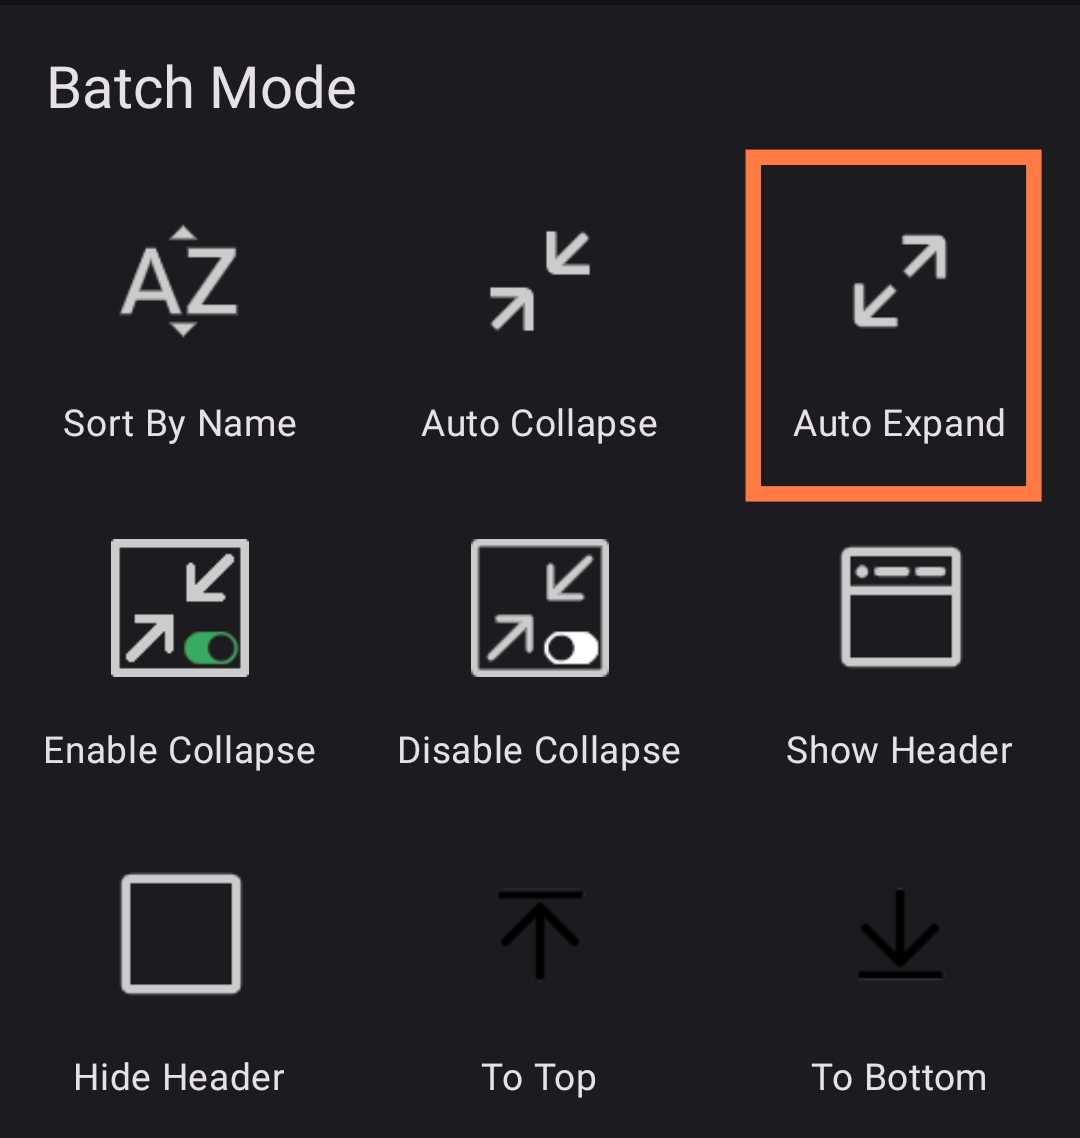 Batch Mode
AZ
Sort By Name
Auto Collapse
Auto Expand
Enable Collapse
Disable Collapse
Show Header
Hide Header
To Top
To Bottom